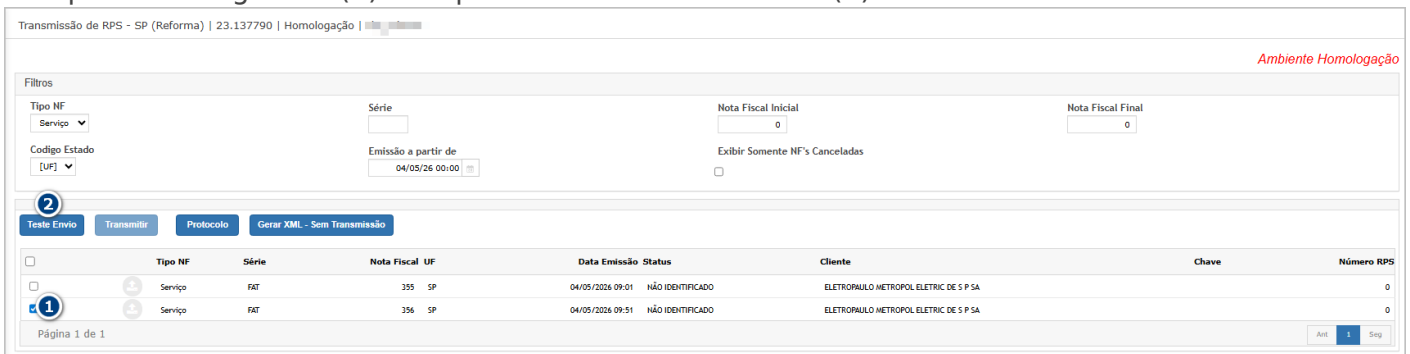 Transmissão de RPS - SP (Reforma) | 23.137790 | Homologação |
Ambiente Homologação
Filtros
Tipo NF Série Nota Fiscal Inicial Nota Fiscal Final
Serviço 0 0
Codigo Estado Emissão a partir de Exibir Somente NF's Canceladas
[UF] 04/05/26 00:00
2
Teste Envio Transmitir Protocolo Gerar XML - Sem Transmissão
Tipo NF Série Nota Fiscal UF Data Emissão Status Cliente Chave Número RPS
Serviço FAT 355 SP 04/05/2026 09:01 NÃO IDENTIFICADO ELETROPAULO METROPOL ELETRIC DE S P SA 0
1 Serviço FAT 356 SP 04/05/2026 09:51 NÃO IDENTIFICADO ELETROPAULO METROPOL ELETRIC DE S P SA 0
Página 1 de 1 Ant 1 Seg